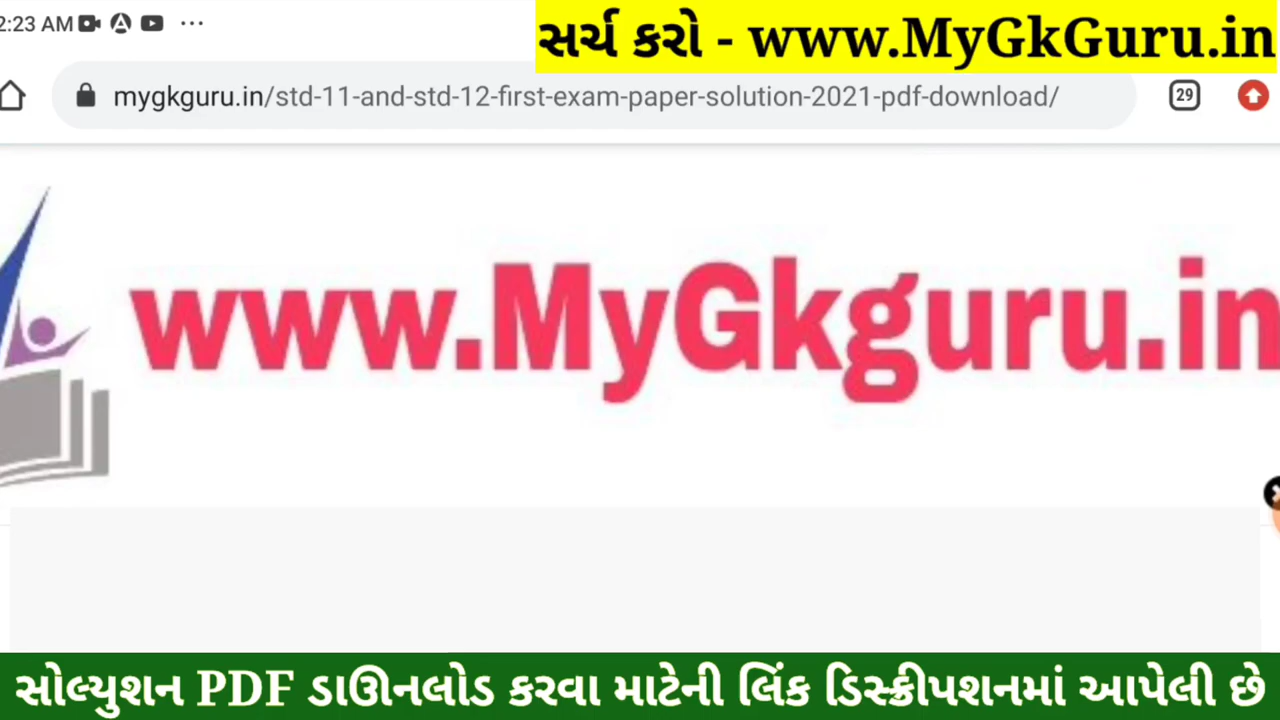 2:23 AM
સર્ચ કરો - www.MyGkGuru.in
mygkguru.in/std-11-and-std-12-first-exam-paper-solution-2021-pdf-download/
29
www.MyGkguru.in
સોલ્યુશન PDF ડાઊનલોડ કરવા માટેની લિંક ડિસ્ક્રીપશનમાં આપેલી છે